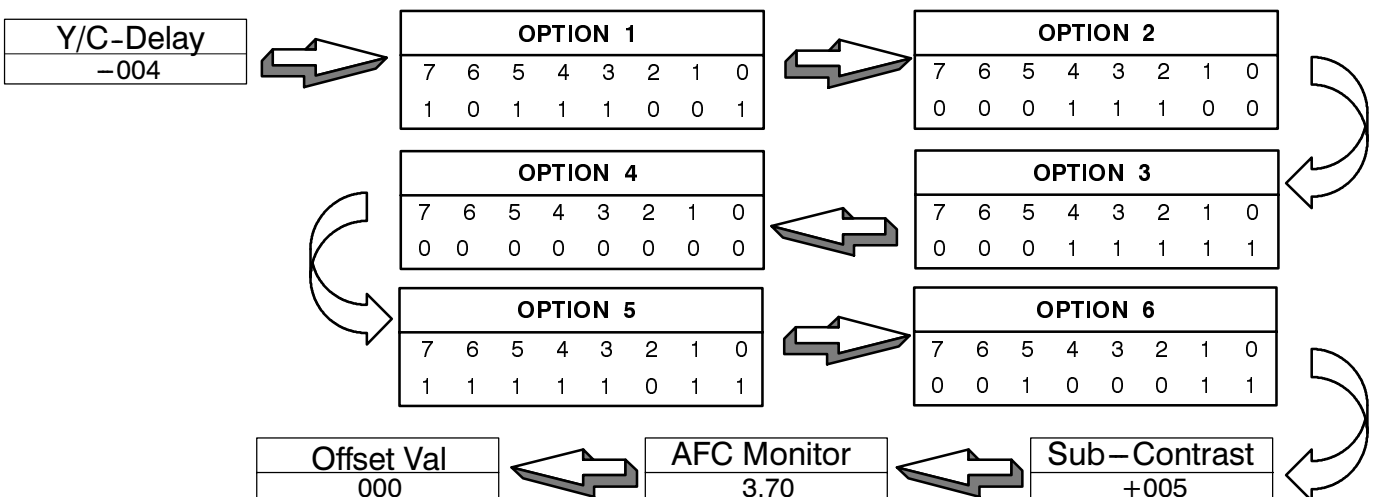 Y/C-Delay
−004
OPTION 1
7 6 5 4 3 2 1 0
1 0 1 1 1 0 0 1
OPTION 2
7 6 5 4 3 2 1 0
0 0 0 1 1 1 0 0
OPTION 4
7 6 5 4 3 2 1 0
0 0 0 0 0 0 0 0
OPTION 3
7 6 5 4 3 2 1 0
0 0 0 1 1 1 1 1
OPTION 5
7 6 5 4 3 2 1 0
1 1 1 1 1 0 1 1
OPTION 6
7 6 5 4 3 2 1 0
0 0 1 0 0 0 1 1
Offset Val
000
AFC Monitor
3.70
Sub−Contrast
+005